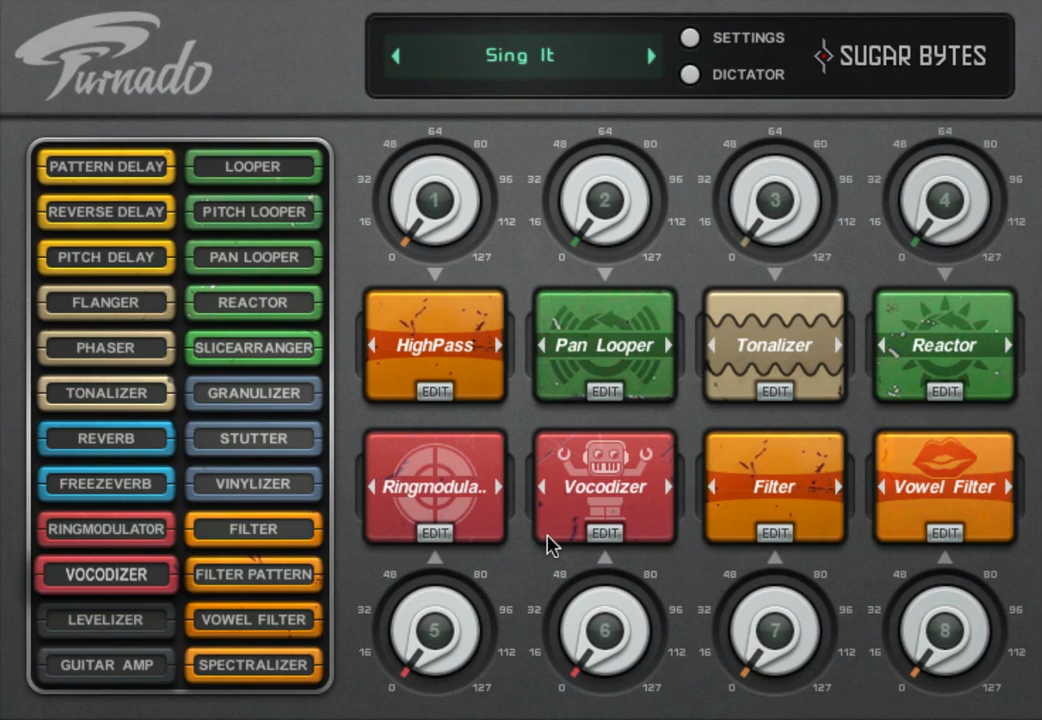 Turnado
Sing It
SETTINGS
DICTATOR
SUGAR BYTES
PATTERN DELAY
LOOPER
REVERSE DELAY
PITCH LOOPER
PITCH DELAY
PAN LOOPER
FLANGER
REACTOR
PHASER
SLICEARRANGER
TONALIZER
GRANULIZER
REVERB
STUTTER
FREEZEVERB
VINYLIZER
RINGMODULATOR
FILTER
VOCODIZER
FILTER PATTERN
LEVELIZER
VOWEL FILTER
GUITAR AMP
SPECTRALIZER
0 16 32 48 64 80 96 112 127
1
0 16 32 48 64 80 96 112 127
2
0 16 32 48 64 80 96 112 127
3
0 16 32 48 64 80 96 112 127
4
HighPass
EDIT
Pan Looper
EDIT
Tonalizer
EDIT
Reactor
EDIT
Ringmodula..
EDIT
Vocodizer
EDIT
Filter
EDIT
Vowel Filter
EDIT
0 16 32 48 80 96 112 127
5
0 16 32 48 80 96 112 127
6
0 16 32 48 80 96 112 127
7
0 16 32 48 80 96 112 127
8